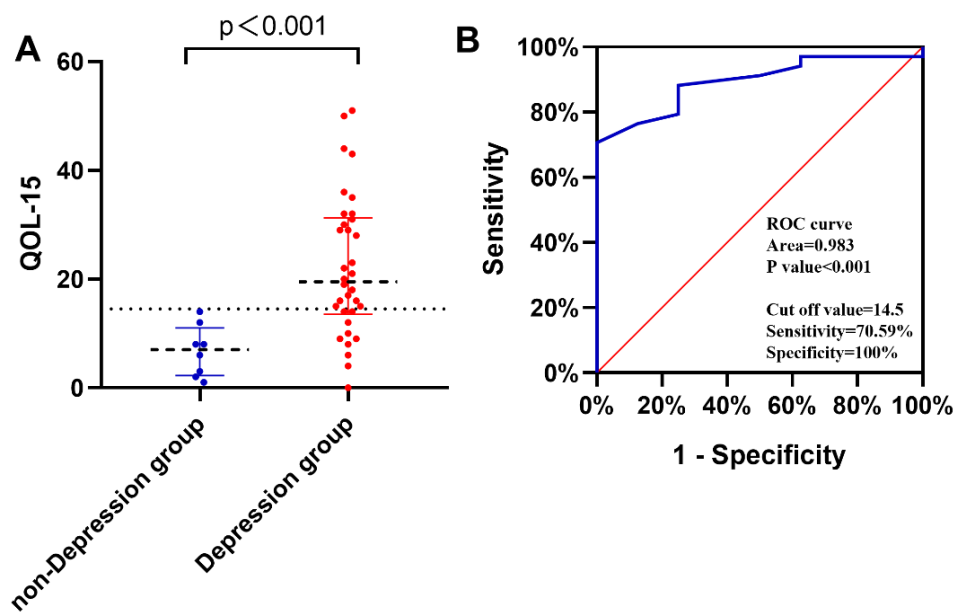 A
p<0.001
60
40
20
0
QOL-15
non-Depression group
Depression group
B
100%
80%
60%
40%
20%
0%
Sensitivity
ROC curve
Area=0.983
P value<0.001
Cut off value=14.5
Sensitivity=70.59%
Specificity=100%
0% 20% 40% 60% 80% 100%
1 - Specificity